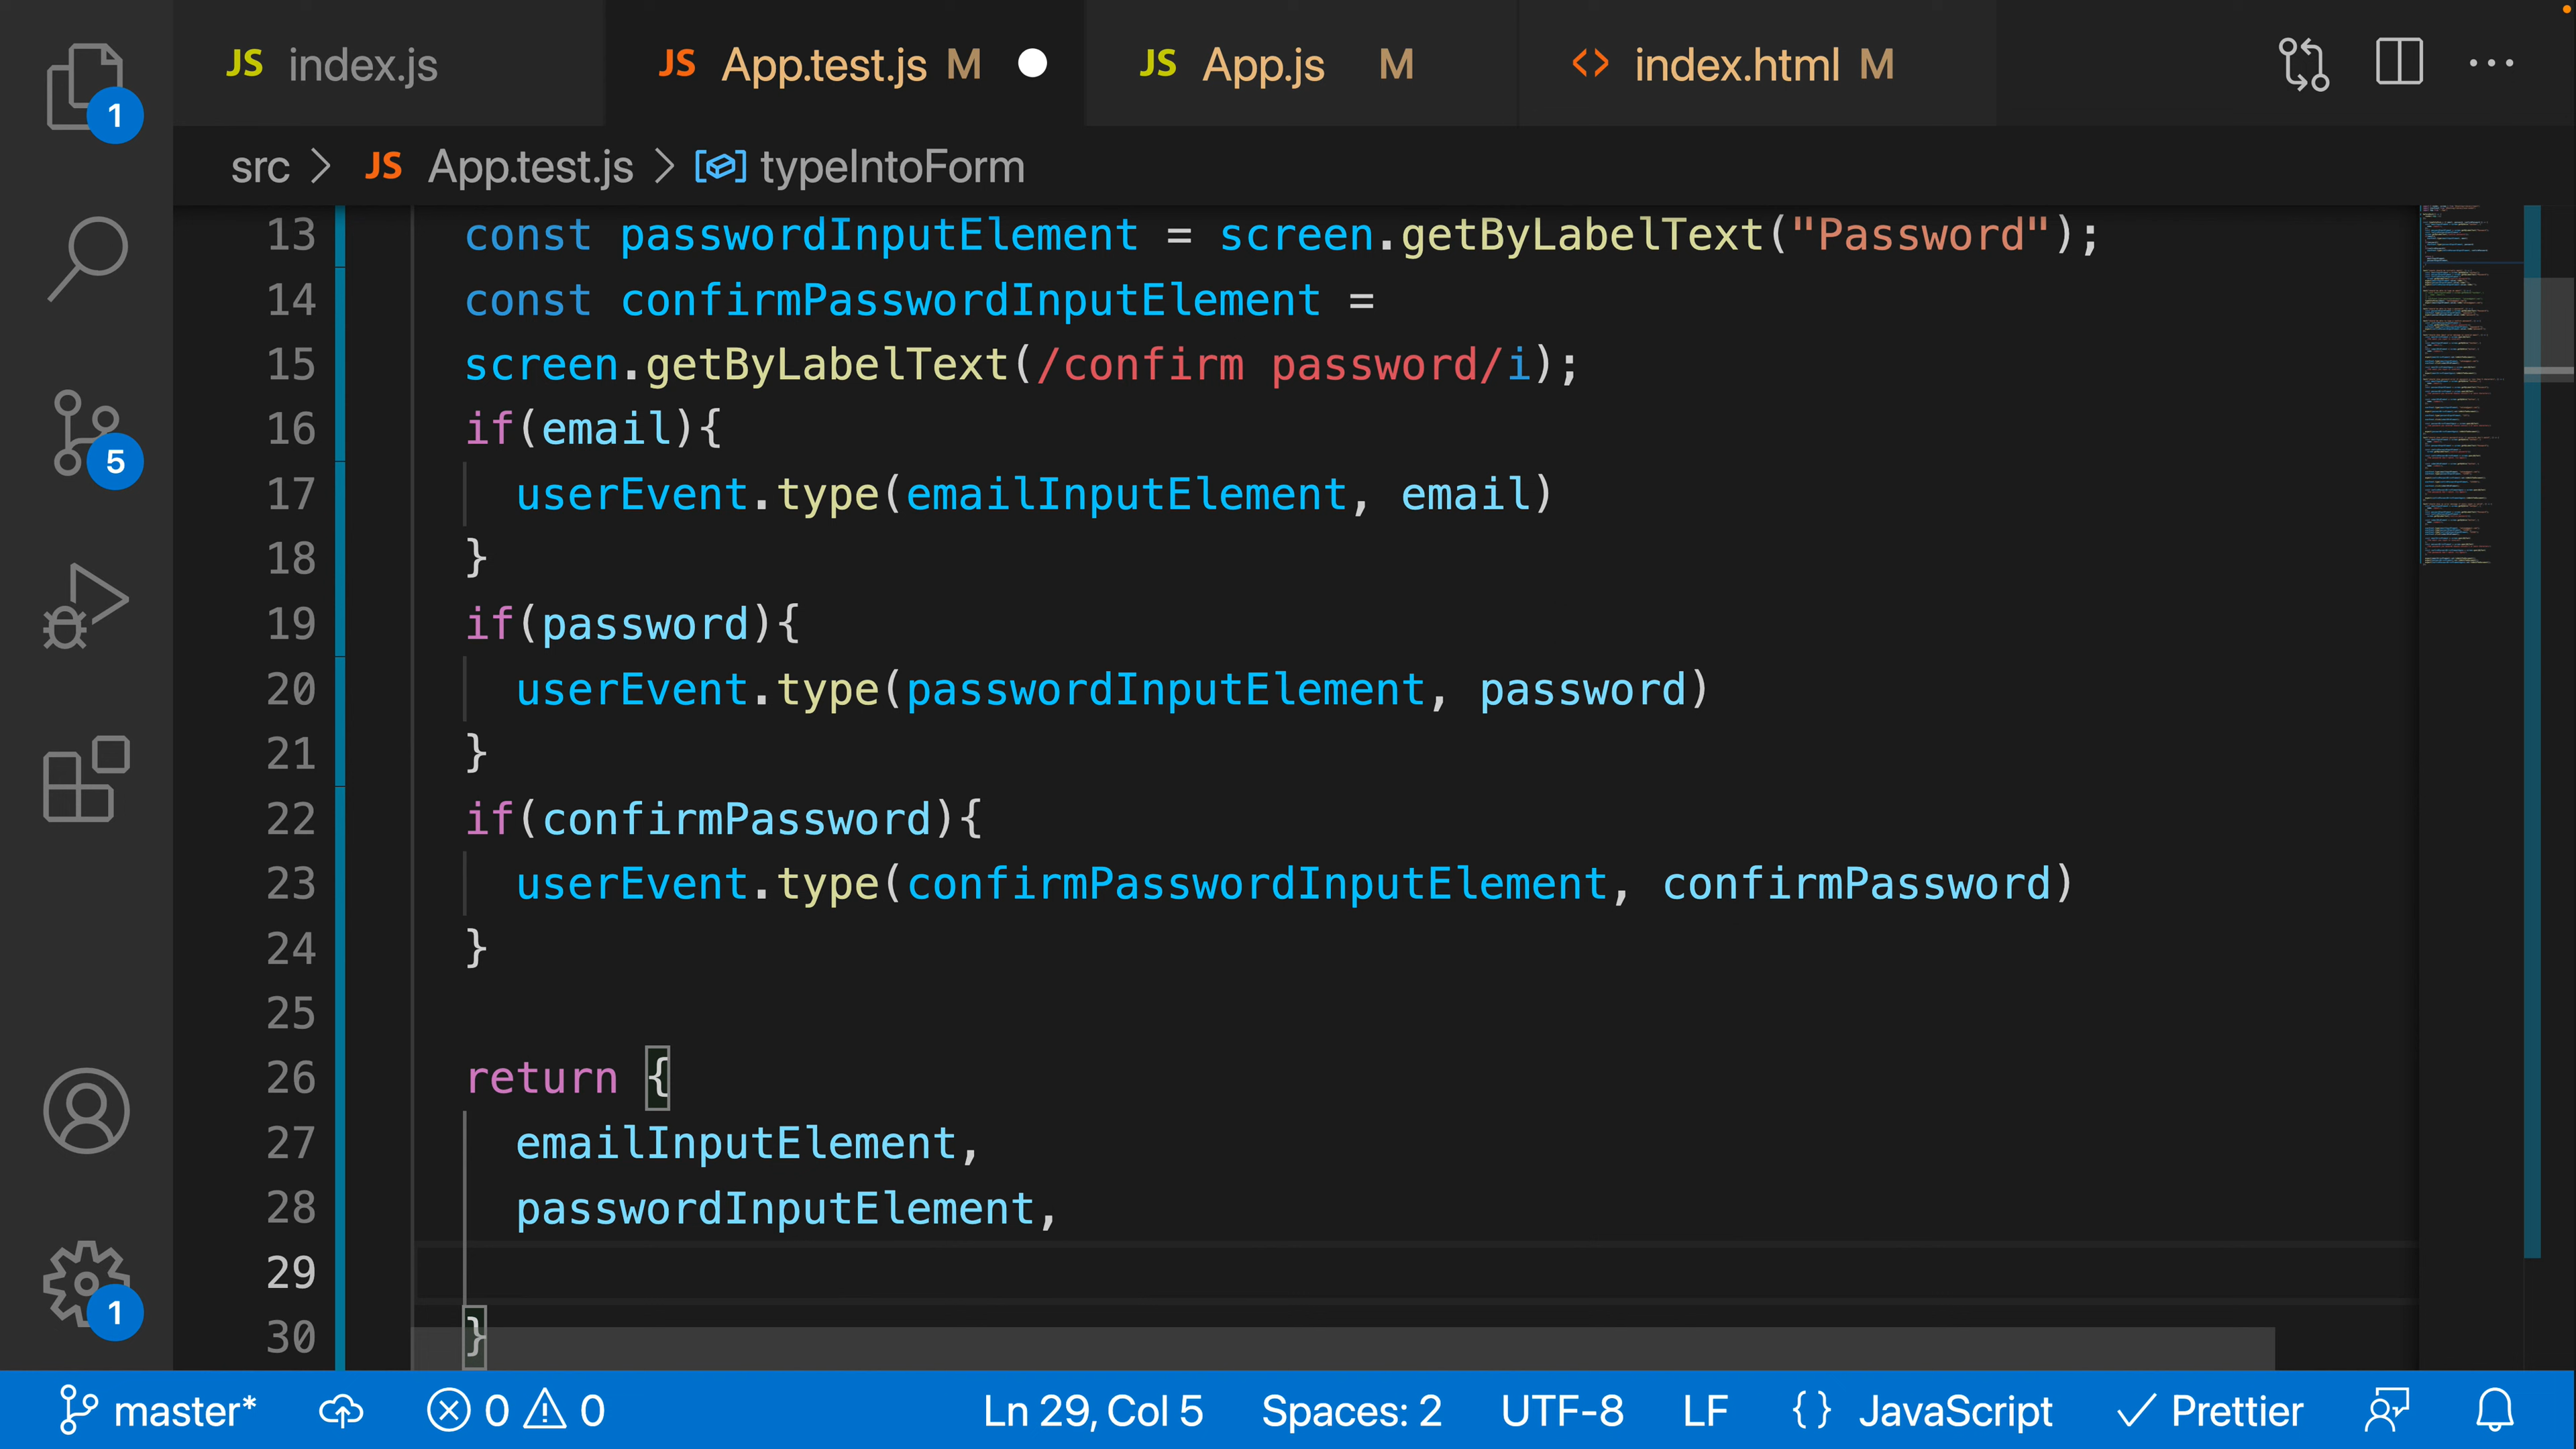 JS index.js
JS App.test.js M
JS App.js M
<> index.html M
src > JS App.test.js > typeIntoForm
13 const passwordInputElement = screen.getByLabelText("Password");
14 const confirmPasswordInputElement =
15 screen.getByLabelText(/confirm password/i);
16 if(email){
17 userEvent.type(emailInputElement, email)
18 }
19 if(password){
20 userEvent.type(passwordInputElement, password)
21 }
22 if(confirmPassword){
23 userEvent.type(confirmPasswordInputElement, confirmPassword)
24 }
25
26 return {
27 emailInputElement,
28 passwordInputElement,
29
30 }
1
5
1
master* 0 0 Ln 29, Col 5 Spaces: 2 UTF-8 LF {} JavaScript Prettier